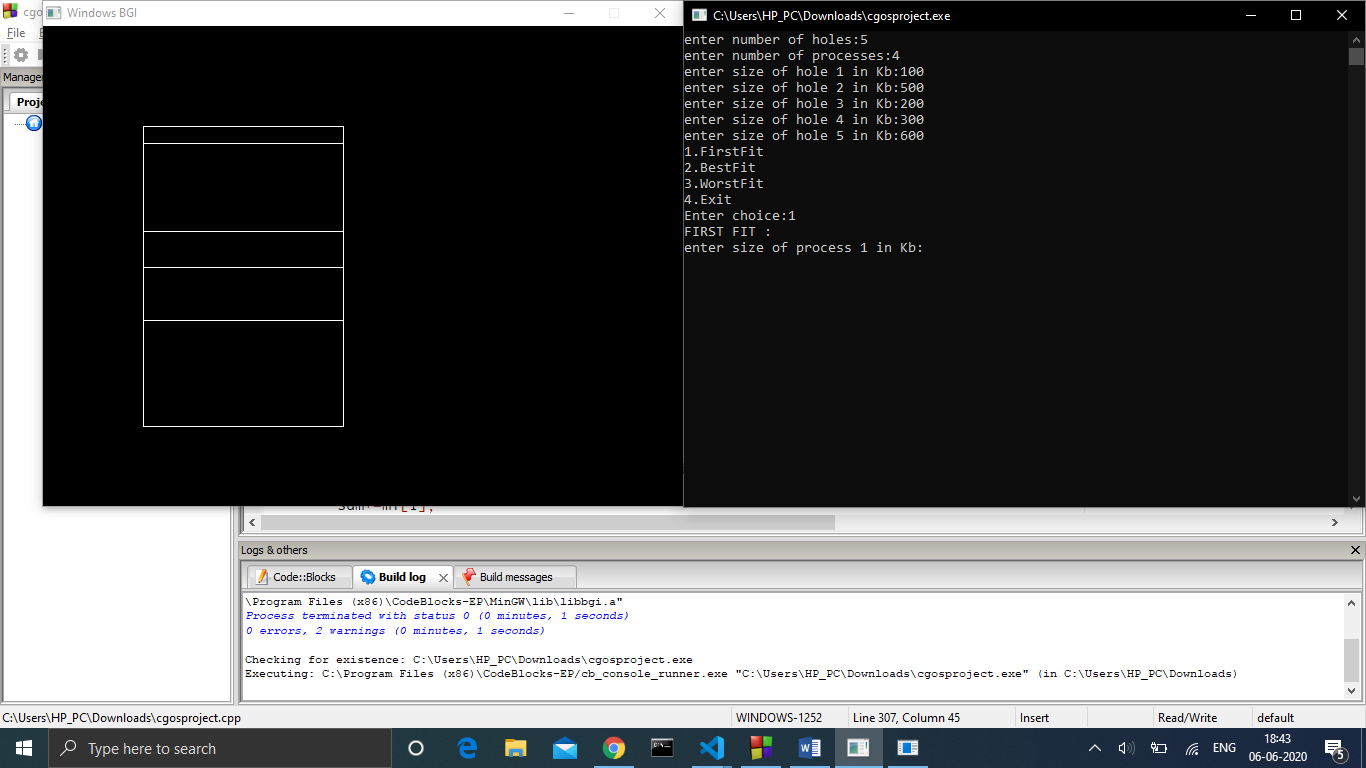 cgo
Windows BGI
C:\Users\HP_PC\Downloads\cgosproject.exe
File
enter number of holes:5
enter number of processes:4
enter size of hole 1 in Kb:100
enter size of hole 2 in Kb:500
enter size of hole 3 in Kb:200
enter size of hole 4 in Kb:300
enter size of hole 5 in Kb:600
1.FirstFit
2.BestFit
3.WorstFit
4.Exit
Enter choice:1
FIRST FIT :
enter size of process 1 in Kb:
Manager
Proje
Logs & others
Code::Blocks
Build log
Build messages
\Program Files (x86)\CodeBlocks-EP\MinGW\lib\libbgi.a"
Process terminated with status 0 (0 minutes, 1 seconds)
0 errors, 2 warnings (0 minutes, 1 seconds)
Checking for existence: C:\Users\HP_PC\Downloads\cgosproject.exe
Executing: C:\Program Files (x86)\CodeBlocks-EP/cb_console_runner.exe "C:\Users\HP_PC\Downloads\cgosproject.exe" (in C:\Users\HP_PC\Downloads)
C:\Users\HP_PC\Downloads\cgosproject.cpp
WINDOWS-1252
Line 307, Column 45
Insert
Read/Write
default
Type here to search
ENG
18:43
06-06-2020
5